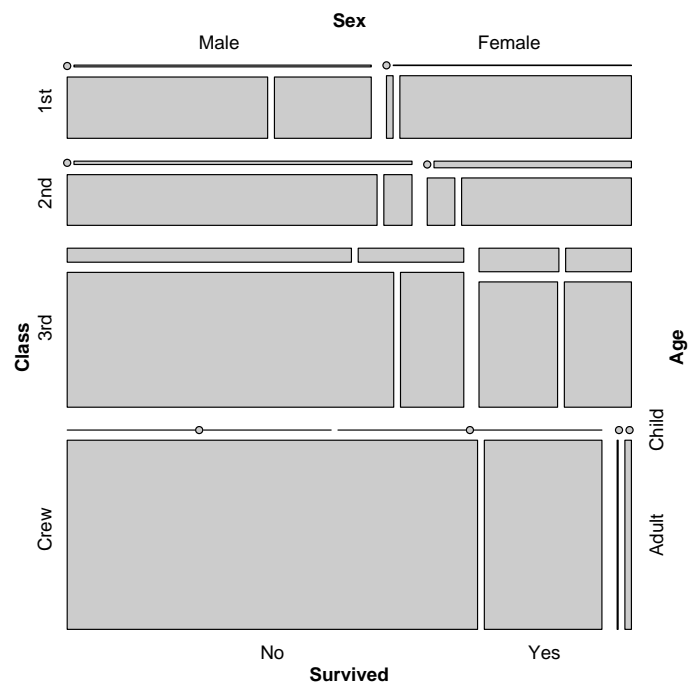 Sex
Male Female
1st
2nd
3rd
Crew
Class
Age
Child
Adult
No Yes
Survived